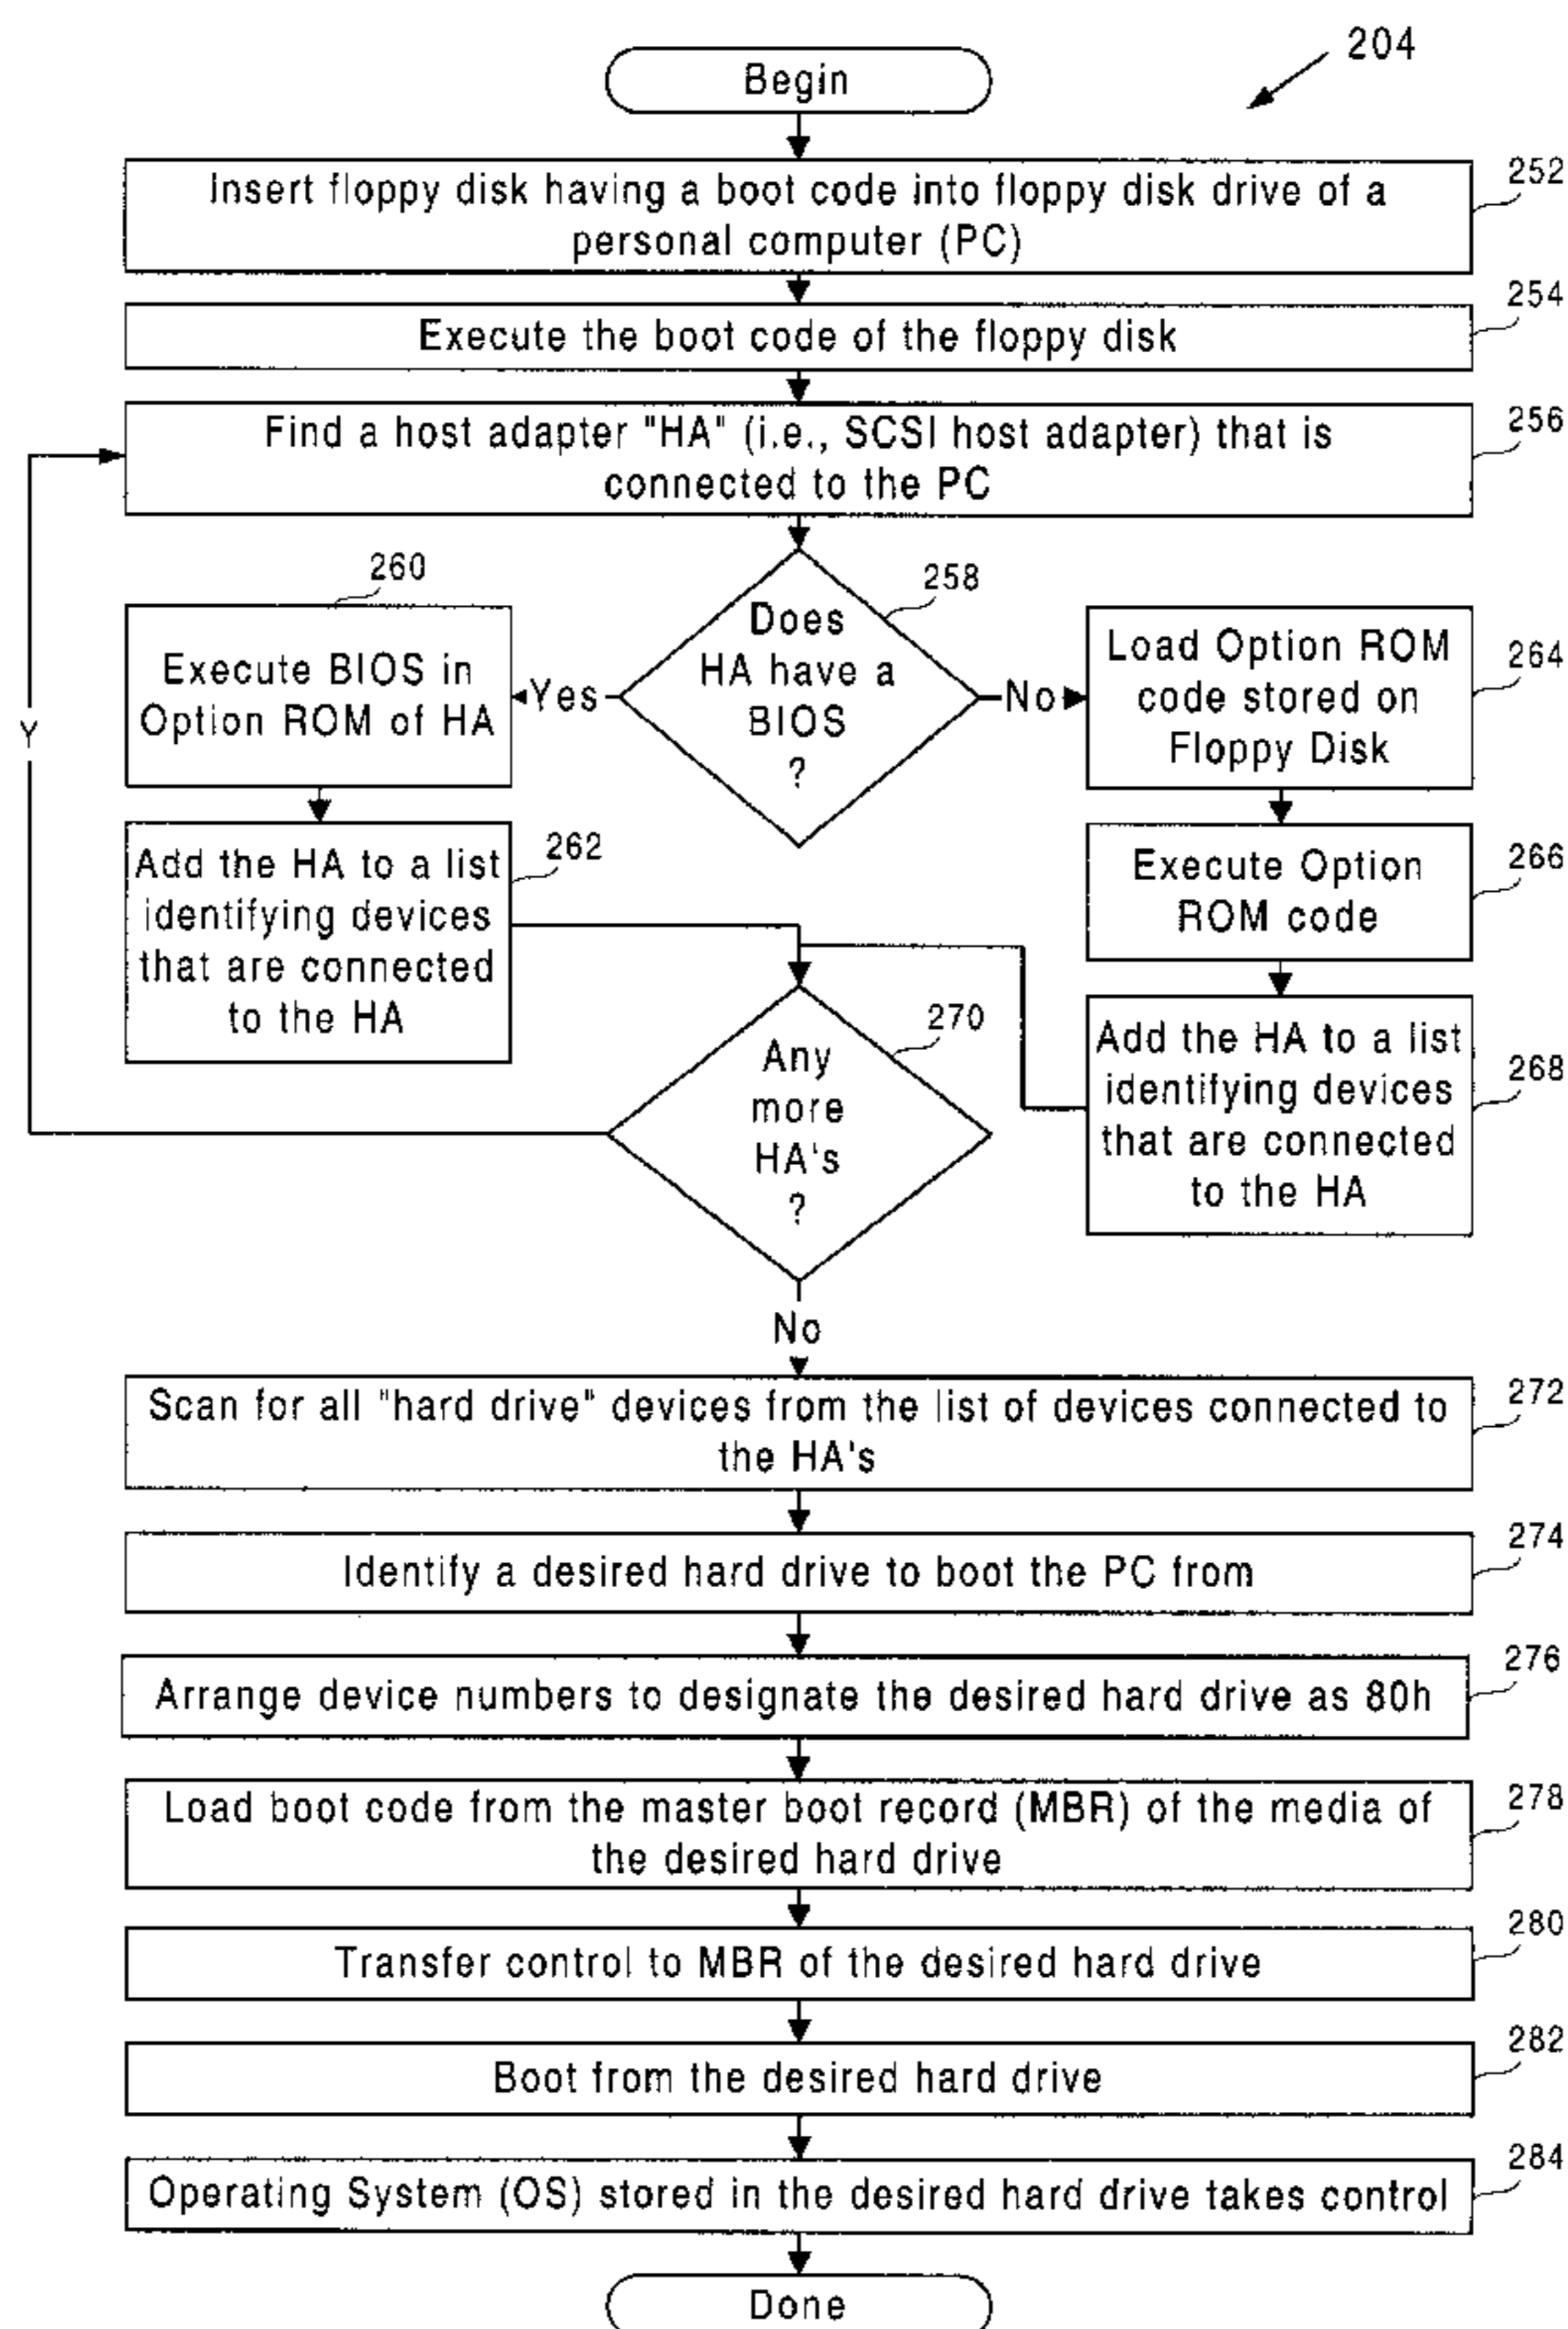 204
Begin
252
Insert floppy disk having a boot code into floppy disk drive of a
personal computer (PC)
254
Execute the boot code of the floppy disk
256
Find a host adapter "HA" (i.e., SCSI host adapter) that is
connected to the PC
260
Execute BIOS in
Option ROM of HA
258
Does
HA have a
BIOS
?
Yes
No
264
Load Option ROM
code stored on
Floppy Disk
Y
262
Add the HA to a list
identifying devices
that are connected
to the HA
266
Execute Option
ROM code
270
Any
more
HA's
?
268
Add the HA to a list
identifying devices
that are connected
to the HA
No
272
Scan for all "hard drive" devices from the list of devices connected to
the HA's
274
Identify a desired hard drive to boot the PC from
276
Arrange device numbers to designate the desired hard drive as 80h
278
Load boot code from the master boot record (MBR) of the media of
the desired hard drive
280
Transfer control to MBR of the desired hard drive
282
Boot from the desired hard drive
284
Operating System (OS) stored in the desired hard drive takes control
Done